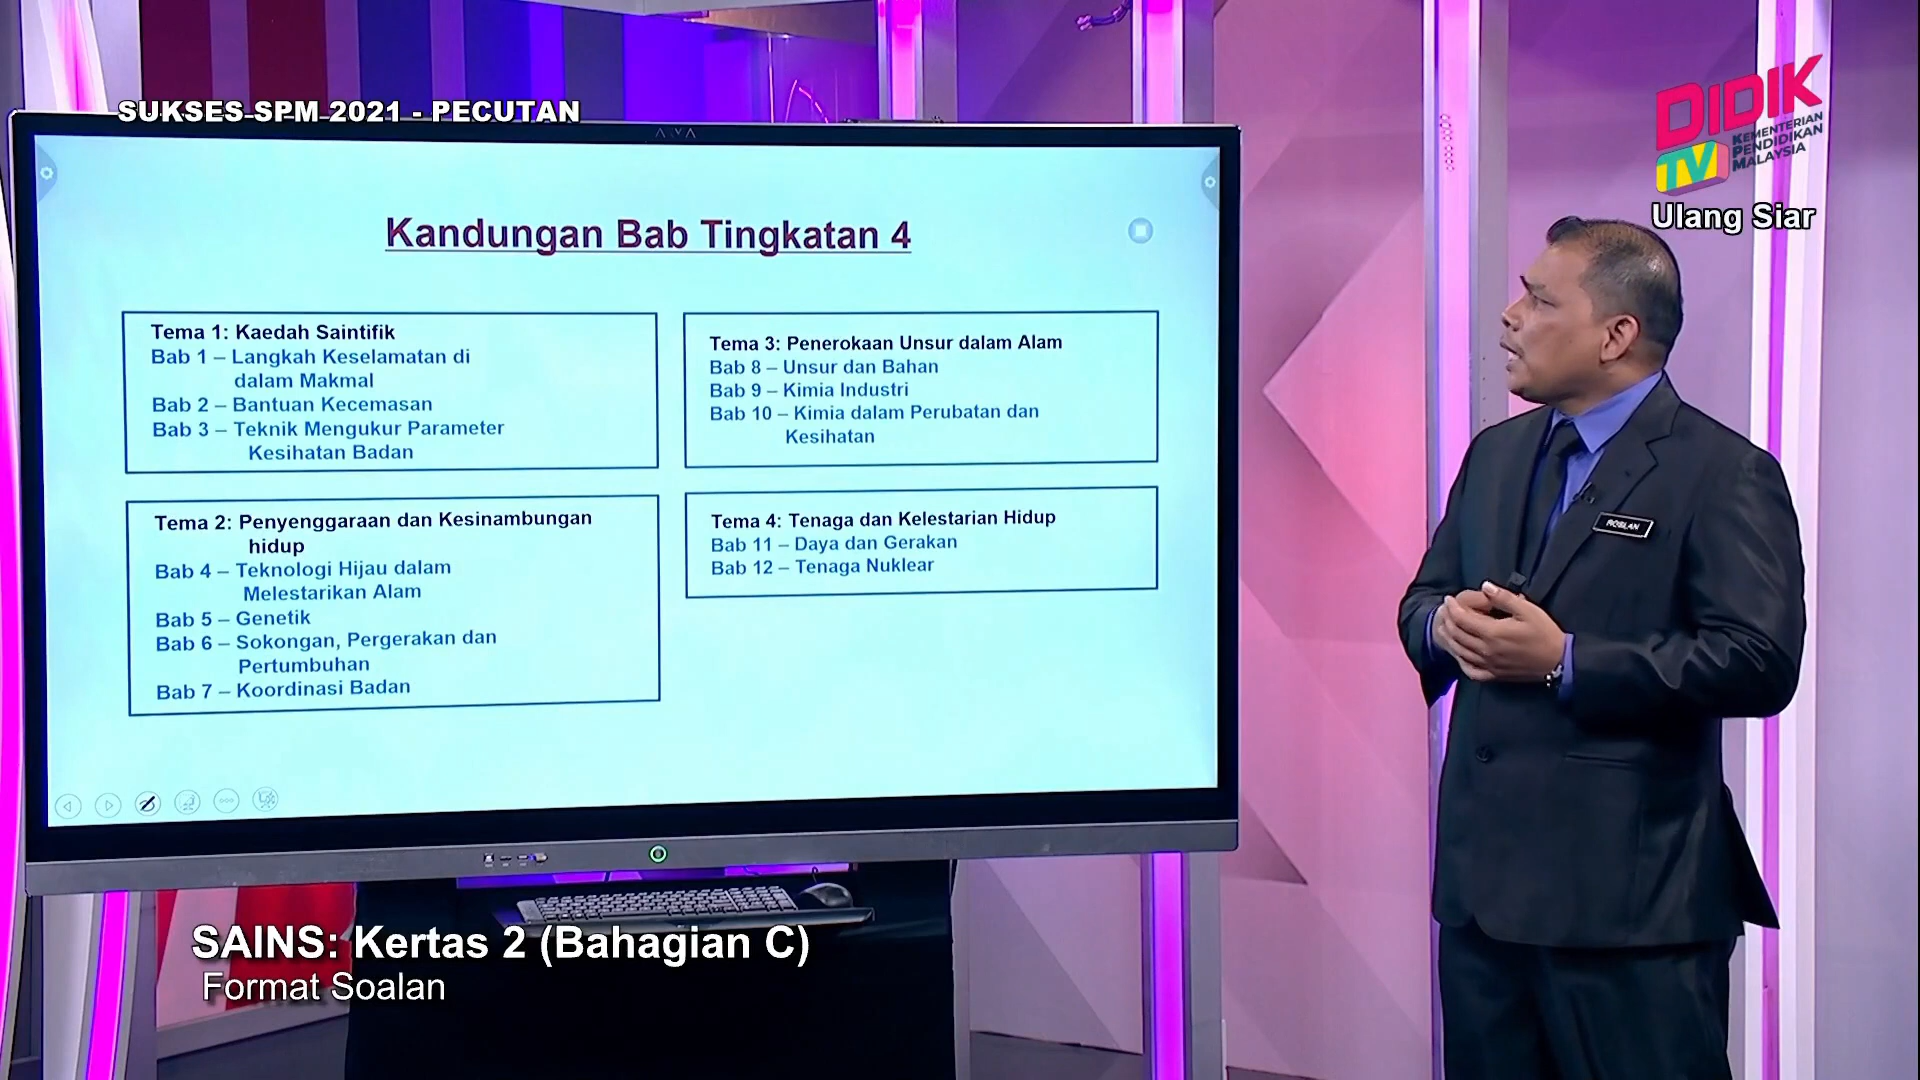 SUKSES SPM 2021 - PECUTAN
DIDIK
TV
KEMENTERIAN
PENDIDIKAN
MALAYSIA
Ulang Siar
Kandungan Bab Tingkatan 4
Tema 1: Kaedah Saintifik
Bab 1 – Langkah Keselamatan di
dalam Makmal
Bab 2 – Bantuan Kecemasan
Bab 3 – Teknik Mengukur Parameter
Kesihatan Badan
Tema 2: Penyenggaraan dan Kesinambungan
hidup
Bab 4 – Teknologi Hijau dalam
Melestarikan Alam
Bab 5 – Genetik
Bab 6 – Sokongan, Pergerakan dan
Pertumbuhan
Bab 7 – Koordinasi Badan
Tema 3: Penerokaan Unsur dalam Alam
Bab 8 – Unsur dan Bahan
Bab 9 – Kimia Industri
Bab 10 – Kimia dalam Perubatan dan
Kesihatan
Tema 4: Tenaga dan Kelestarian Hidup
Bab 11 – Daya dan Gerakan
Bab 12 – Tenaga Nuklear
ROSLAN
SAINS: Kertas 2 (Bahagian C)
Format Soalan